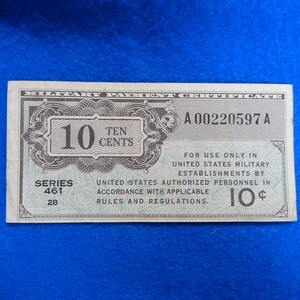 MILITARY PAYMENT CERTIFICATE
A00220597A
10 TEN CENTS
FOR USE ONLY IN
UNITED STATES MILITARY
ESTABLISHMENTS BY
SERIES
461
28
UNITED STATES AUTHORIZED PERSONNEL IN
ACCORDANCE WITH APPLICABLE
RULES AND REGULATIONS.
10¢